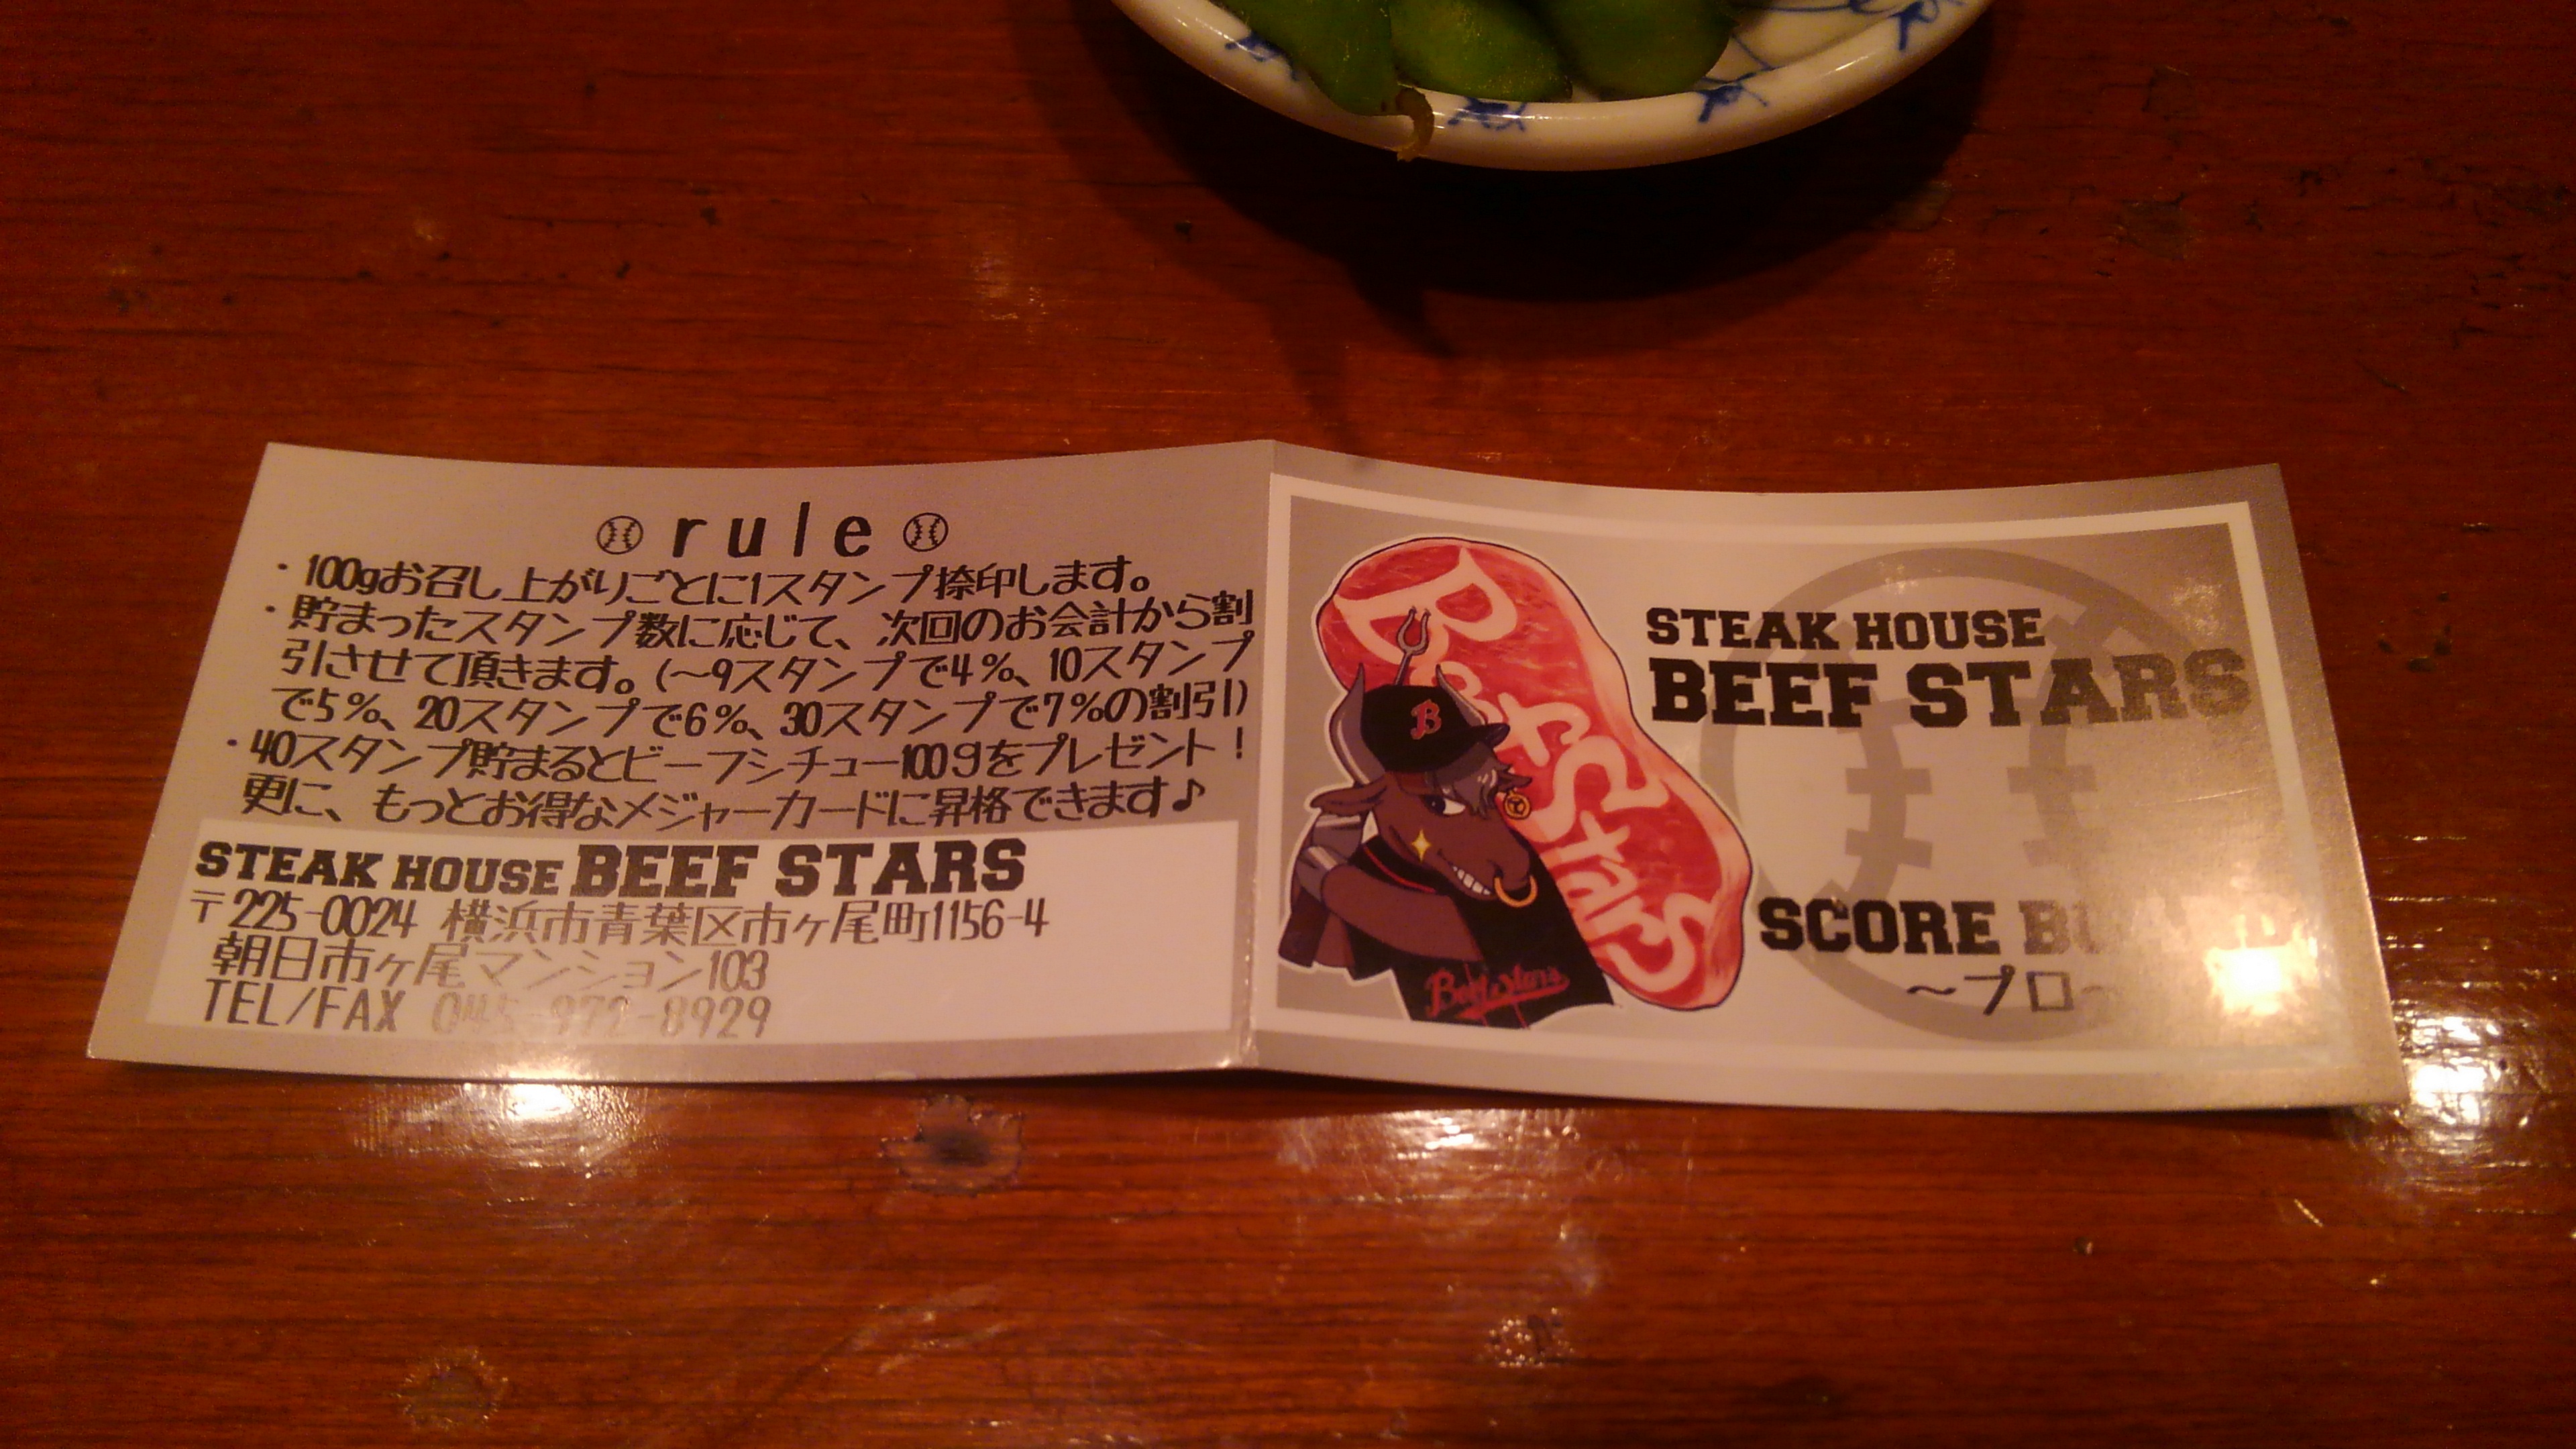 rule
・100gお召し上がりごとに1スタンプ捺印します。
・貯まったスタンプ数に応じて、次回のお会計から割
引させて頂きます。(～9スタンプで4%、10スタンプ
で5%、20スタンプで6%、30スタンプで7%の割引)
・40スタンプ貯まるとビーフシチュー100gをプレゼント！
更に、もっとお得なメジャーカードに昇格できます♪
STEAK HOUSE BEEF STARS
〒225-0024 横浜市青葉区市ヶ尾町1156-4
朝日市ヶ尾マンション103
TEL/FAX 045-972-8929
Beef Stars
B
Beef Stars
STEAK HOUSE
BEEF STARS
SCORE